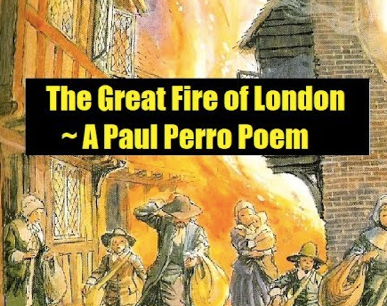 The Great Fire of London
~ A Paul Perro Poem